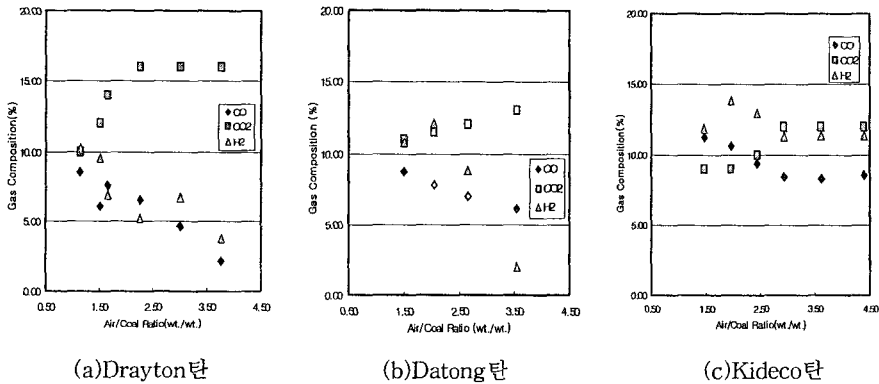 20.00
15.00
10.00
5.00
0.00
Gas Composition(%)
CO
CO2
H2
0.50 1.50 2.50 3.50 4.50
Air/Coal Ratio(wt./wt.)
(a)Drayton탄
20.00
15.00
10.00
5.00
0.00
Gas Composition (%)
CO
CO2
H2
0.50 1.50 2.50 3.50 4.50
Air/Coal Ratio (wt./wt.)
(b)Datong탄
20.00
15.00
10.00
5.00
0.00
Gas Composition(%)
CO
CO2
H2
0.50 1.50 2.50 3.50 4.50
Air/Coal Ratio(wt./wt.)
(c)Kideco탄